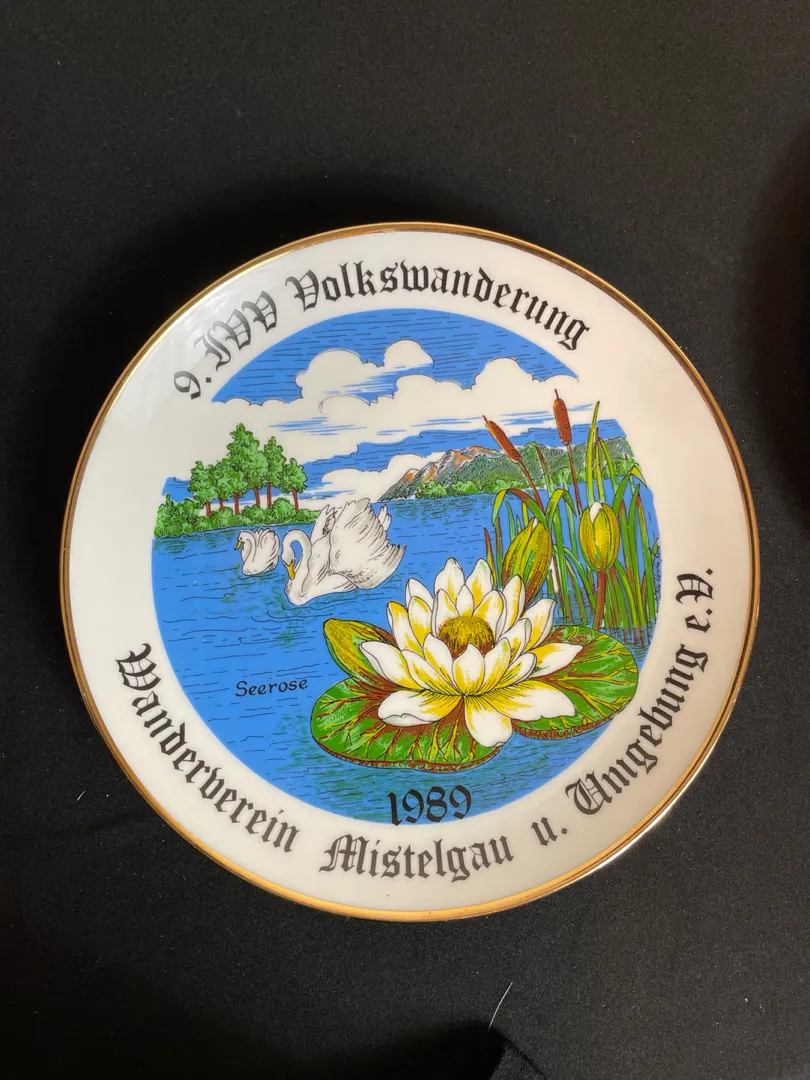 9. IVV Volkswanderung
Seerose
1989
Wanderverein Mistelgau u. Umgebung e.V.